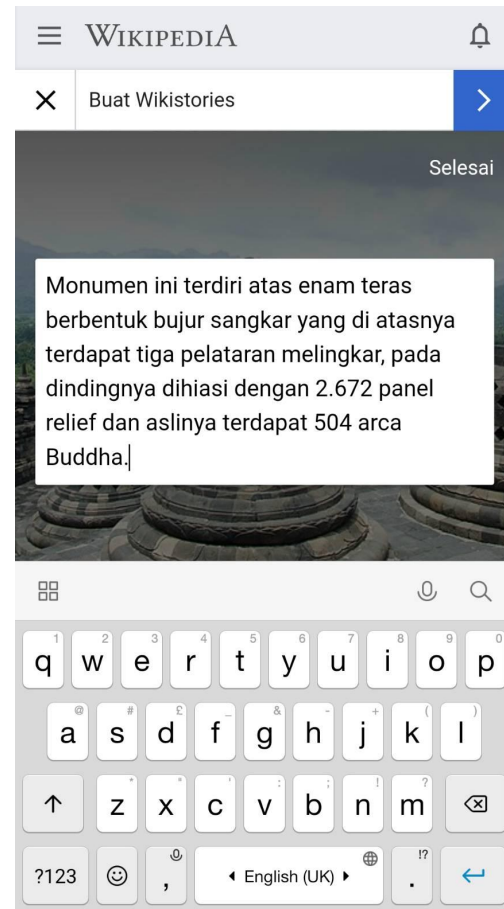 WIKIPEDIA
Buat Wikistories
Selesai
Monumen ini terdiri atas enam teras
berbentuk bujur sangkar yang di atasnya
terdapat tiga pelataran melingkar, pada
dindingnya dihiasi dengan 2.672 panel
relief dan aslinya terdapat 504 arca
Buddha.
1 2 3 4 5 6 7 8 9 0
q w e r t y u i o p
@ # £ _ & - + ( )
a s d f g h j k l
* " ' : ; ! ?
z x c v b n m
!?
?123 , English (UK) .